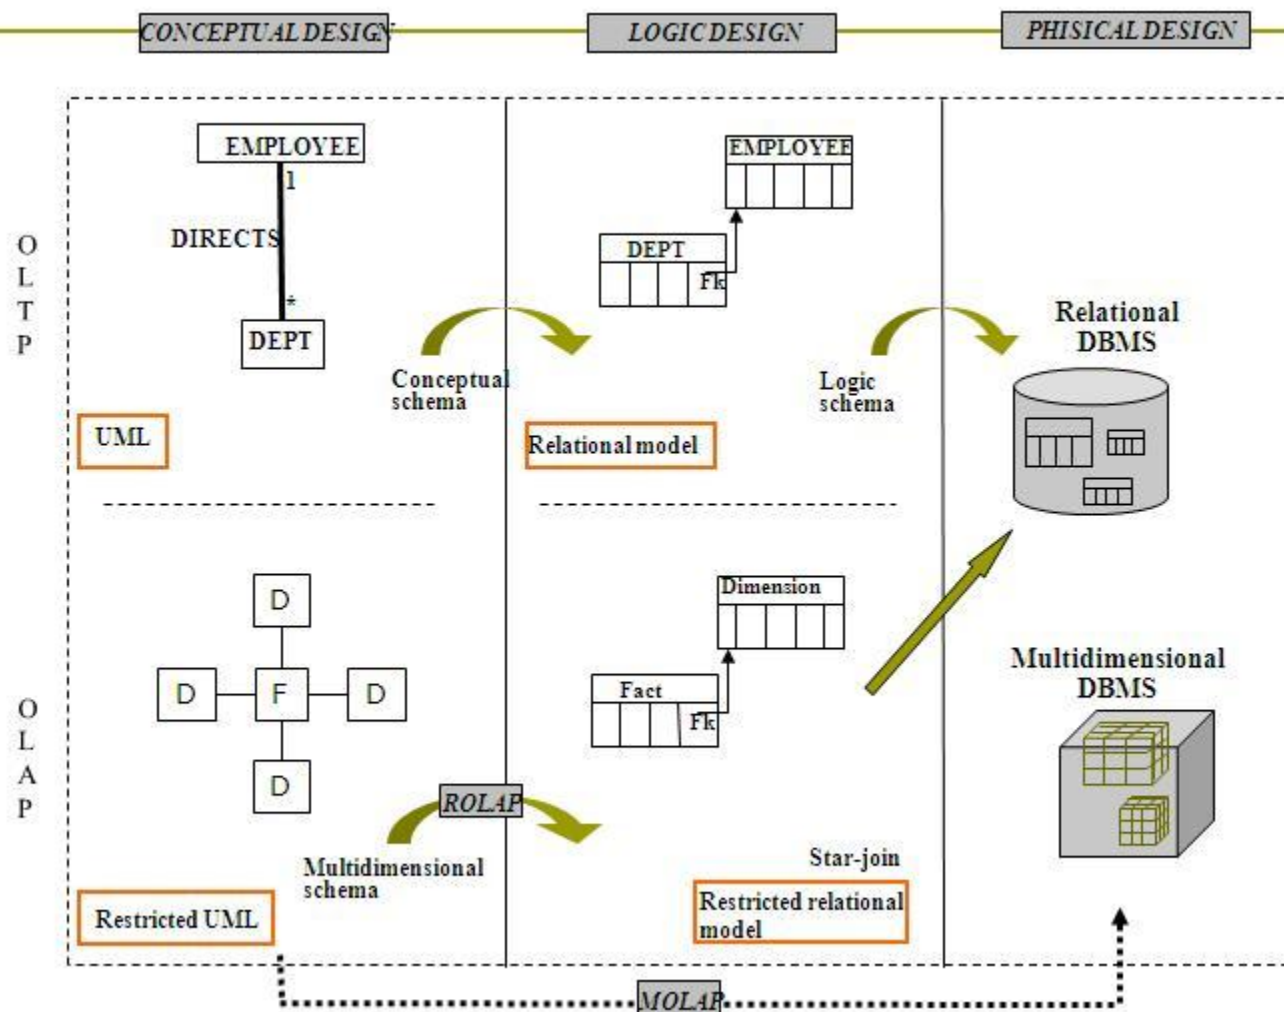 CONCEPTUAL DESIGN
LOGIC DESIGN
PHISICAL DESIGN
OLTP
EMPLOYEE
1
DIRECTS
*
DEPT
Conceptual
schema
UML
EMPLOYEE
DEPT
Fk
Logic
schema
Relational model
Relational
DBMS
OLAP
D
D
F
D
D
ROLAP
Multidimensional
schema
Restricted UML
Dimension
Fact
Fk
Star-join
Restricted relational
model
Multidimensional
DBMS
MOLAP